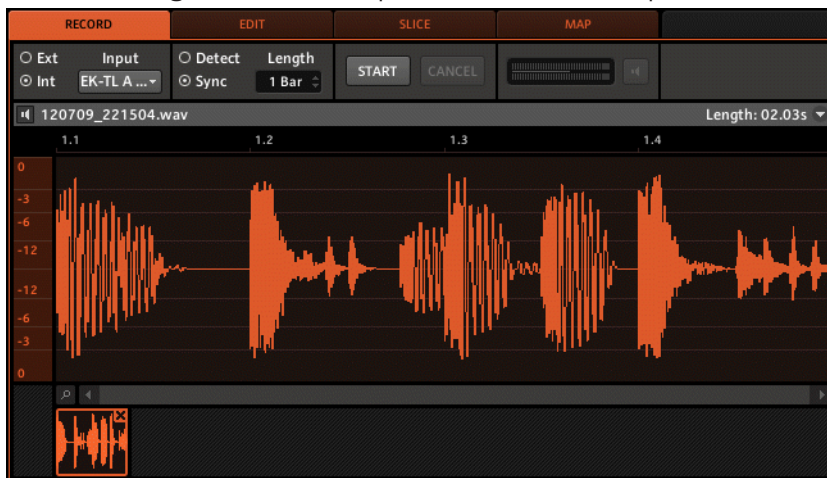 RECORD EDIT SLICE MAP
Ext Input Detect Length
START CANCEL
Int EK-TL A ... Sync 1 Bar
120709_221504.wav Length: 02.03s
1.1 1.2 1.3 1.4
0
-3
-6
-12
-12
-6
-3
0